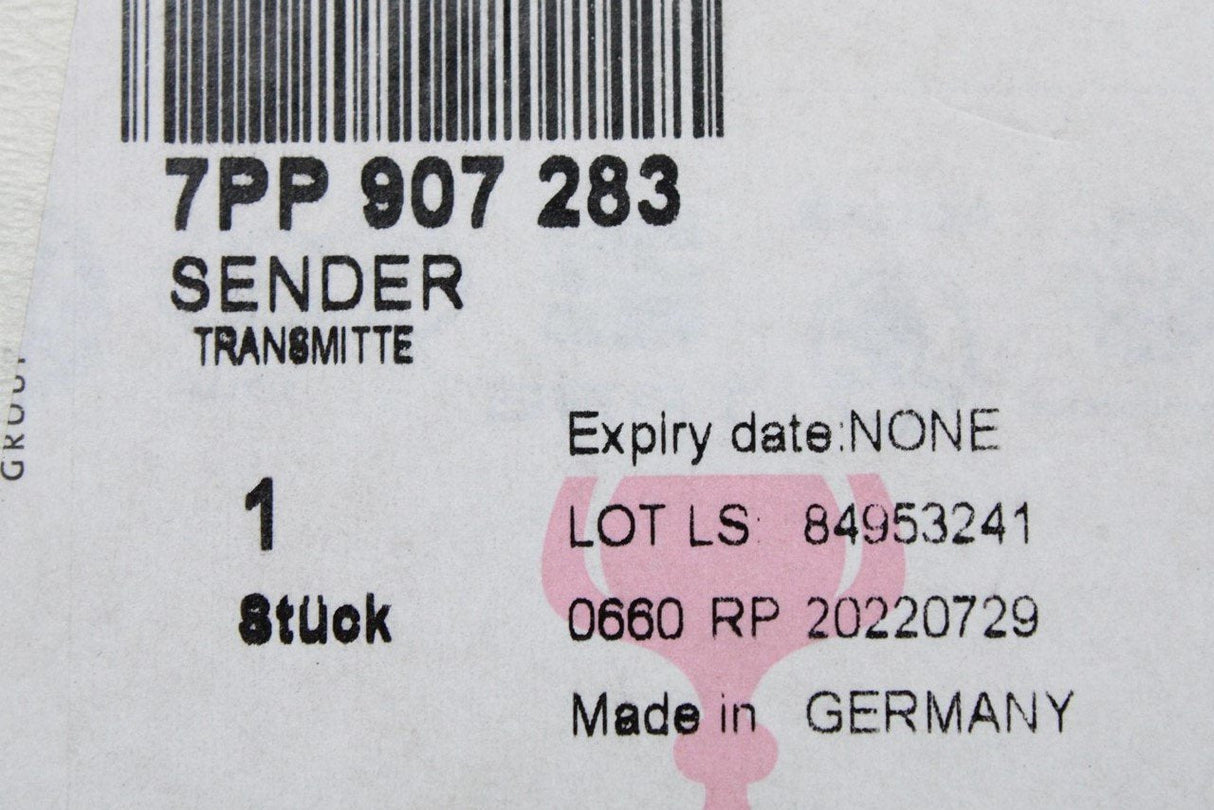 7PP 907 283
SENDER
TRANSMITTE
Expiry date:NONE
1
LOT LS: 84953241
Stück
0660 RP 20220729
Made in GERMANY